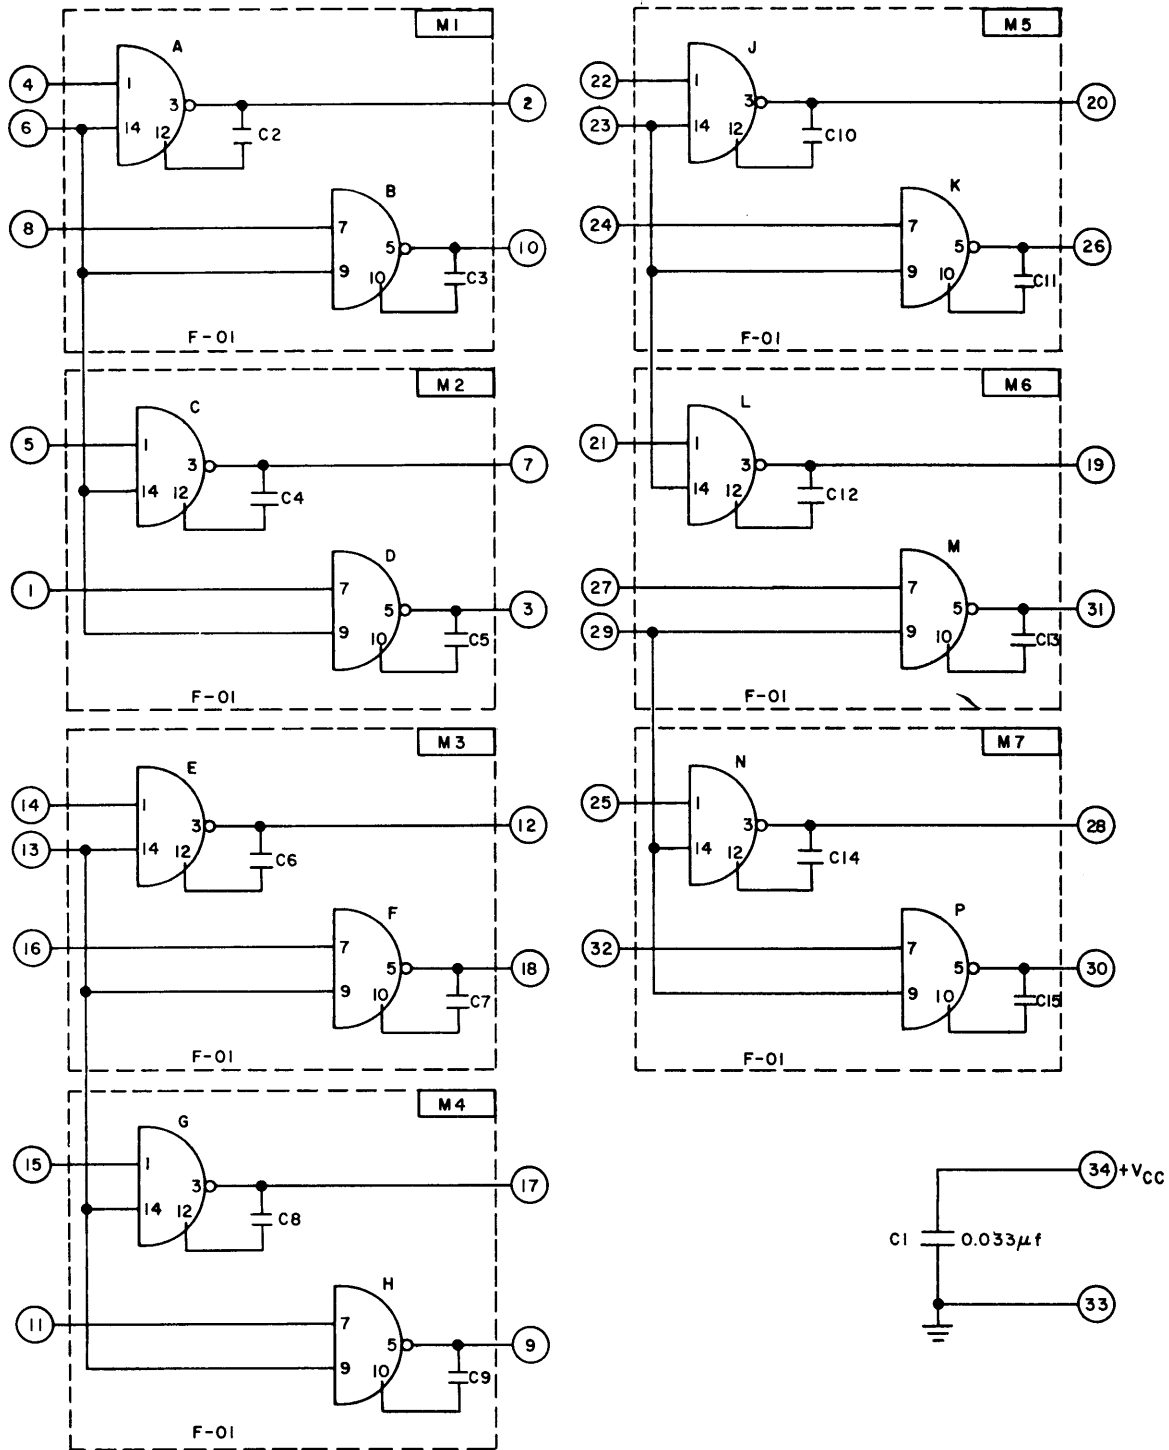 M1
A
4
1
3
2
6
14
12
C2
B
8
7
5
10
9
10
C3
F-01
M2
C
5
1
3
7
14
12
C4
D
1
7
5
3
9
10
C5
F-01
M3
E
14
1
3
12
13
14
12
C6
F
16
7
5
18
9
10
C7
F-01
M4
G
15
1
3
17
14
12
C8
H
11
7
5
9
9
10
C9
F-01
M5
J
22
1
3
20
23
14
12
C10
K
24
7
5
26
9
10
C11
F-01
M6
L
21
1
3
19
14
12
C12
M
27
7
5
31
29
9
10
C13
F-01
M7
N
25
1
3
28
14
12
C14
P
32
7
5
30
9
10
C15
F-01
34 +VCC
C1 0.033μf
33